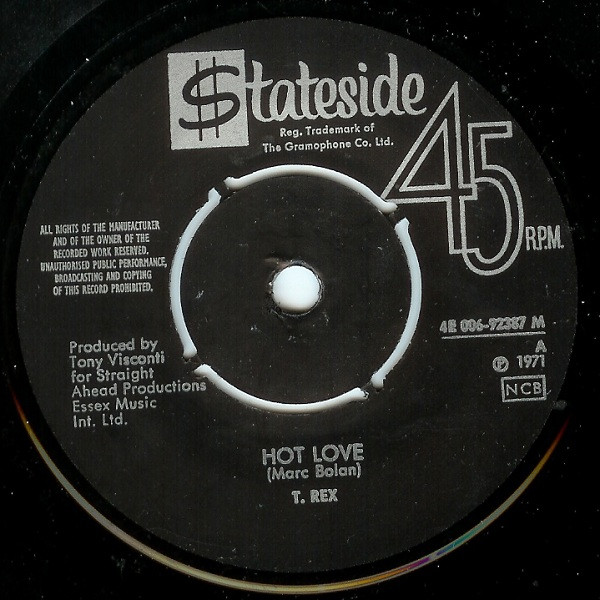 $tateside
Reg. Trademark of
The Gramophone Co. Ltd.
45
R.P.M.
ALL RIGHTS OF THE MANUFACTURER
AND OF THE OWNER OF THE
RECORDED WORK RESERVED.
UNAUTHORISED PUBLIC PERFORMANCE,
BROADCASTING AND COPYING
OF THIS RECORD PROHIBITED.
4E 006-92387 M
A
Ⓟ 1971
NCB
Produced by
Tony Visconti
for Straight
Ahead Productions
Essex Music
Int. Ltd.
HOT LOVE
(Marc Bolan)
T. REX